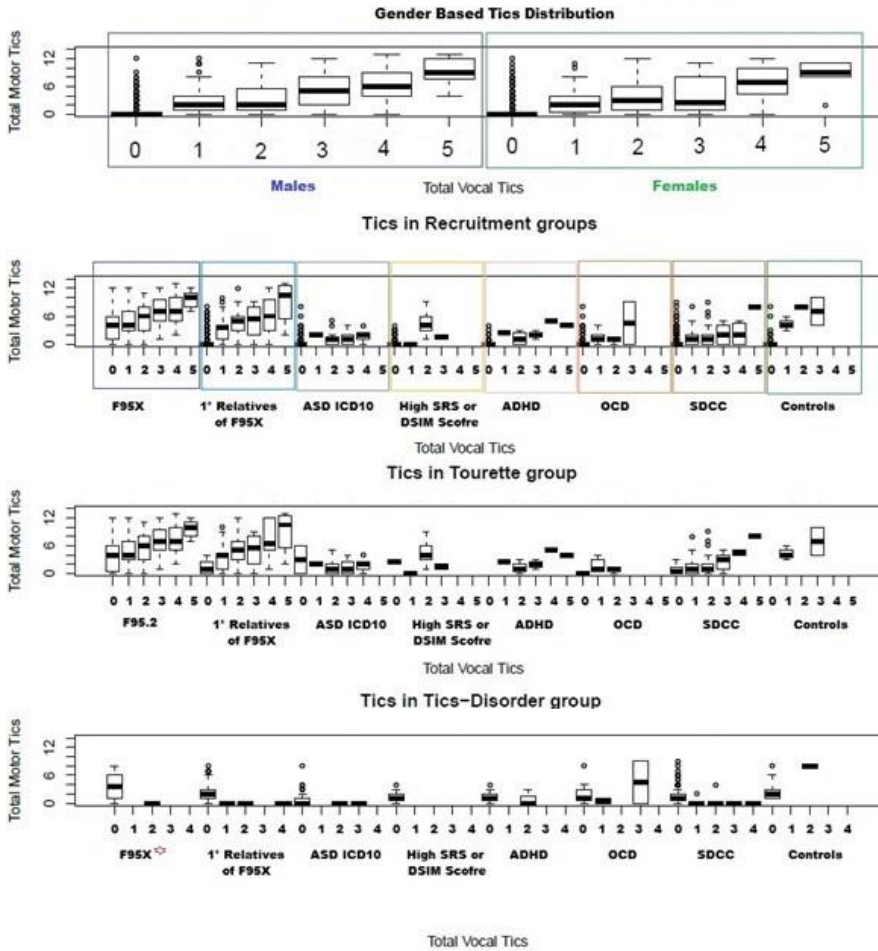 Gender Based Tics Distribution
Total Motor Tics
0 6 12
0 1 2 3 4 5 0 1 2 3 4 5
Males Total Vocal Tics Females
Tics in Recruitment groups
Total Motor Tics
0 6 12
0 1 2 3 4 5 0 1 2 3 4 5 0 1 2 3 4 5 0 1 2 3 4 5 0 1 2 3 4 5 0 1 2 3 4 5 0 1 2 3 4 5 0 1 2 3 4 5
F95X 1' Relatives ASD ICD10 High SRS or ADHD OCD SDCC Controls
of F95X DSIM Scofre
Total Vocal Tics
Tics in Tourette group
Total Motor Tics
0 6 12
0 1 2 3 4 5 0 1 2 3 4 5 0 1 2 3 4 5 0 1 2 3 4 5 0 1 2 3 4 5 0 1 2 3 4 5 0 1 2 3 4 5 0 1 2 3 4 5
F95.2 1' Relatives ASD ICD10 High SRS or ADHD OCD SDCC Controls
of F95X DSIM Scofre
Total Vocal Tics
Tics in Tics-Disorder group
Total Motor Tics
0 6 12
0 1 2 3 4 0 1 2 3 4 0 1 2 3 4 0 1 2 3 4 0 1 2 3 4 0 1 2 3 4 0 1 2 3 4 0 1 2 3 4
F95X 1' Relatives ASD ICD10 High SRS or ADHD OCD SDCC Controls
of F95X DSIM Scofre
Total Vocal Tics